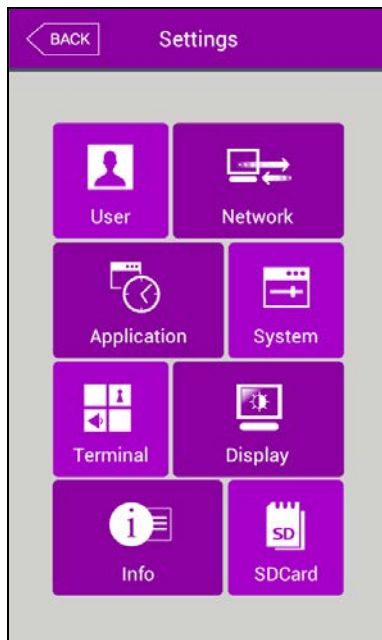 BACK Settings
User Network
Application System
Terminal Display
i
Info SD
SDCard